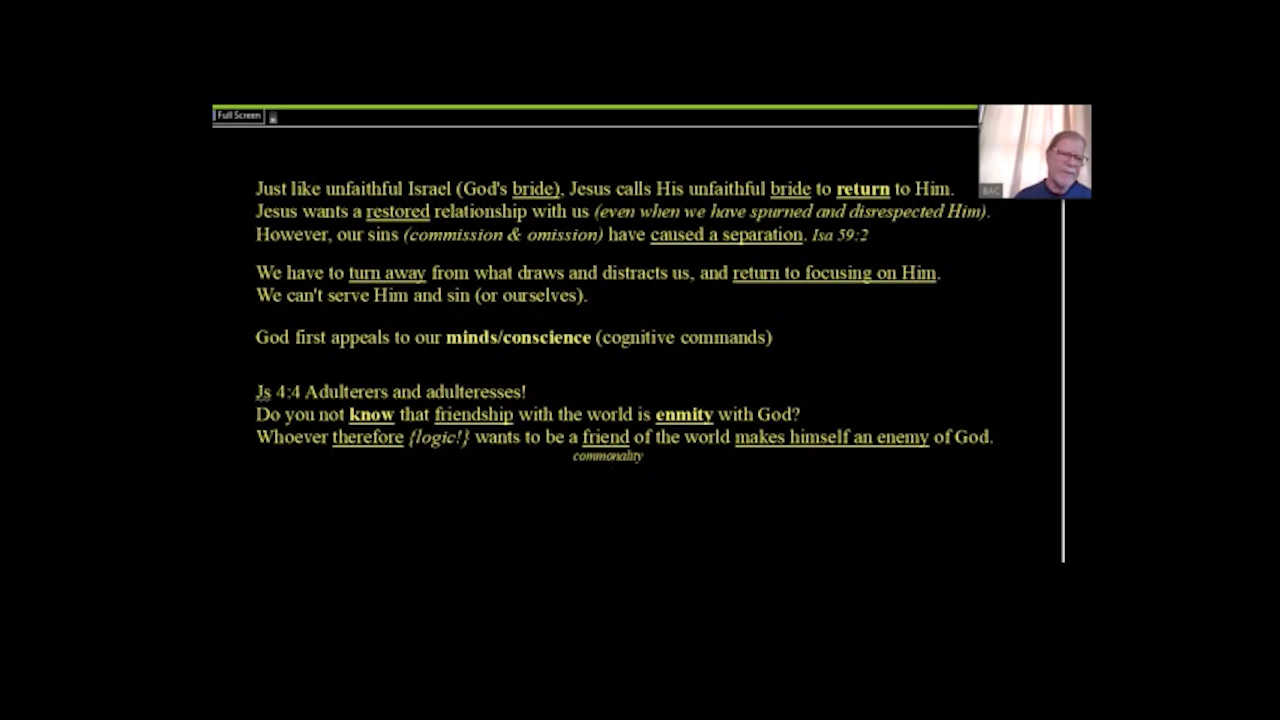 Full Screen
BAC
Just like unfaithful Israel (God's bride), Jesus calls His unfaithful bride to return to Him.
Jesus wants a restored relationship with us (even when we have spurned and disrespected Him).
However, our sins (commission & omission) have caused a separation. Isa 59:2
We have to turn away from what draws and distracts us, and return to focusing on Him.
We can't serve Him and sin (or ourselves).
God first appeals to our minds/conscience (cognitive commands)
Js 4:4 Adulterers and adulteresses!
Do you not know that friendship with the world is enmity with God?
Whoever therefore {logic!} wants to be a friend of the world makes himself an enemy of God.
commonality